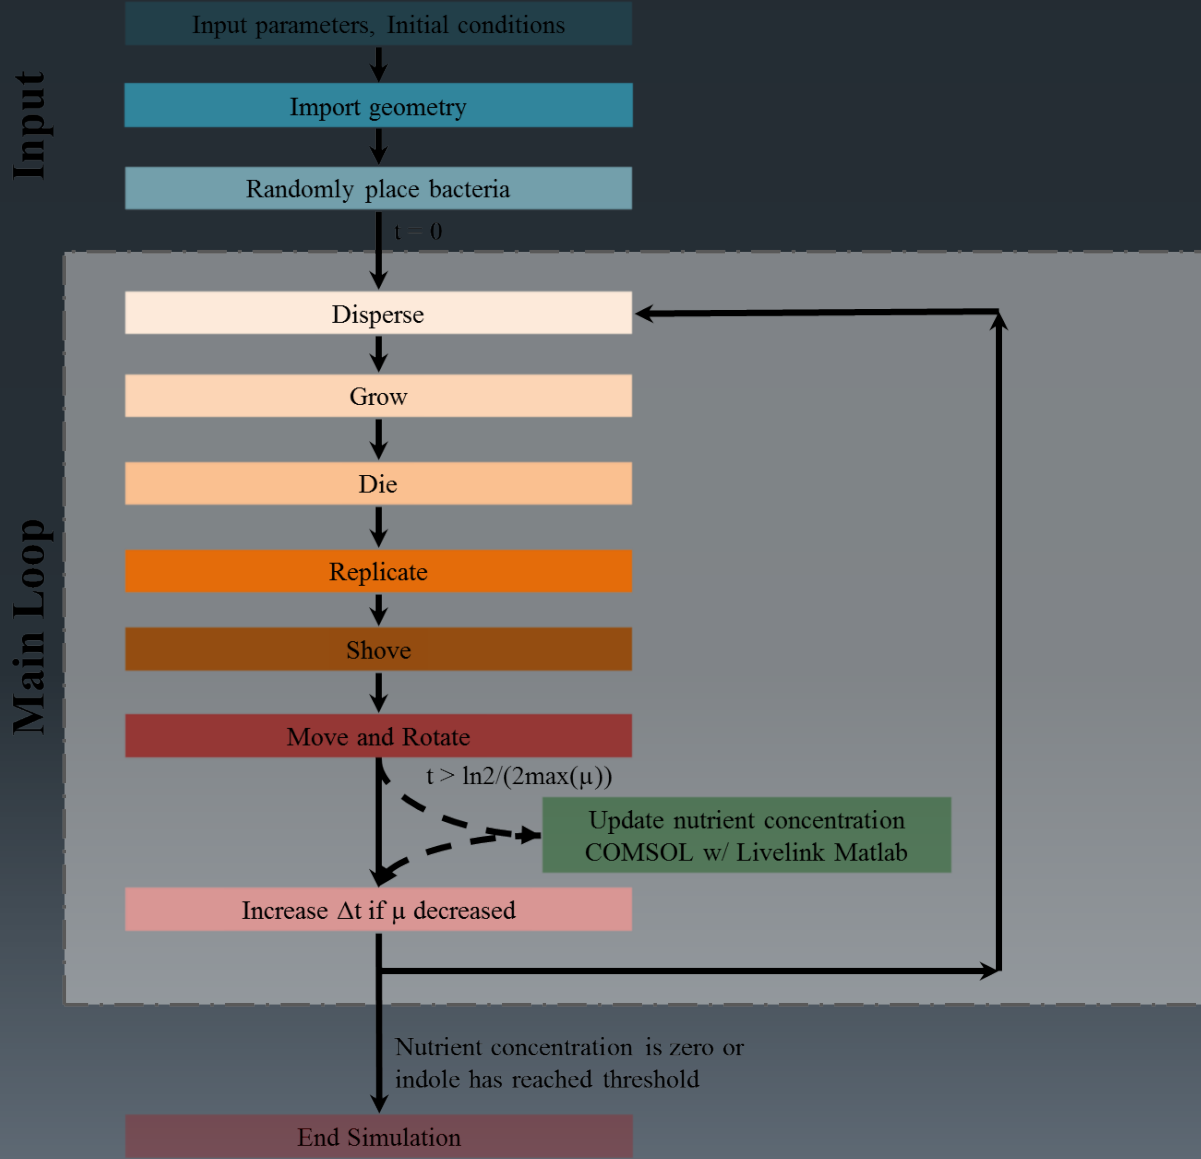 Input
Input parameters, Initial conditions
Import geometry
Randomly place bacteria
t = 0
Main Loop
Disperse
Grow
Die
Replicate
Shove
Move and Rotate
t > ln2/(2max(μ))
Update nutrient concentration
COMSOL w/ Livelink Matlab
Increase Δt if μ decreased
Nutrient concentration is zero or
indole has reached threshold
End Simulation